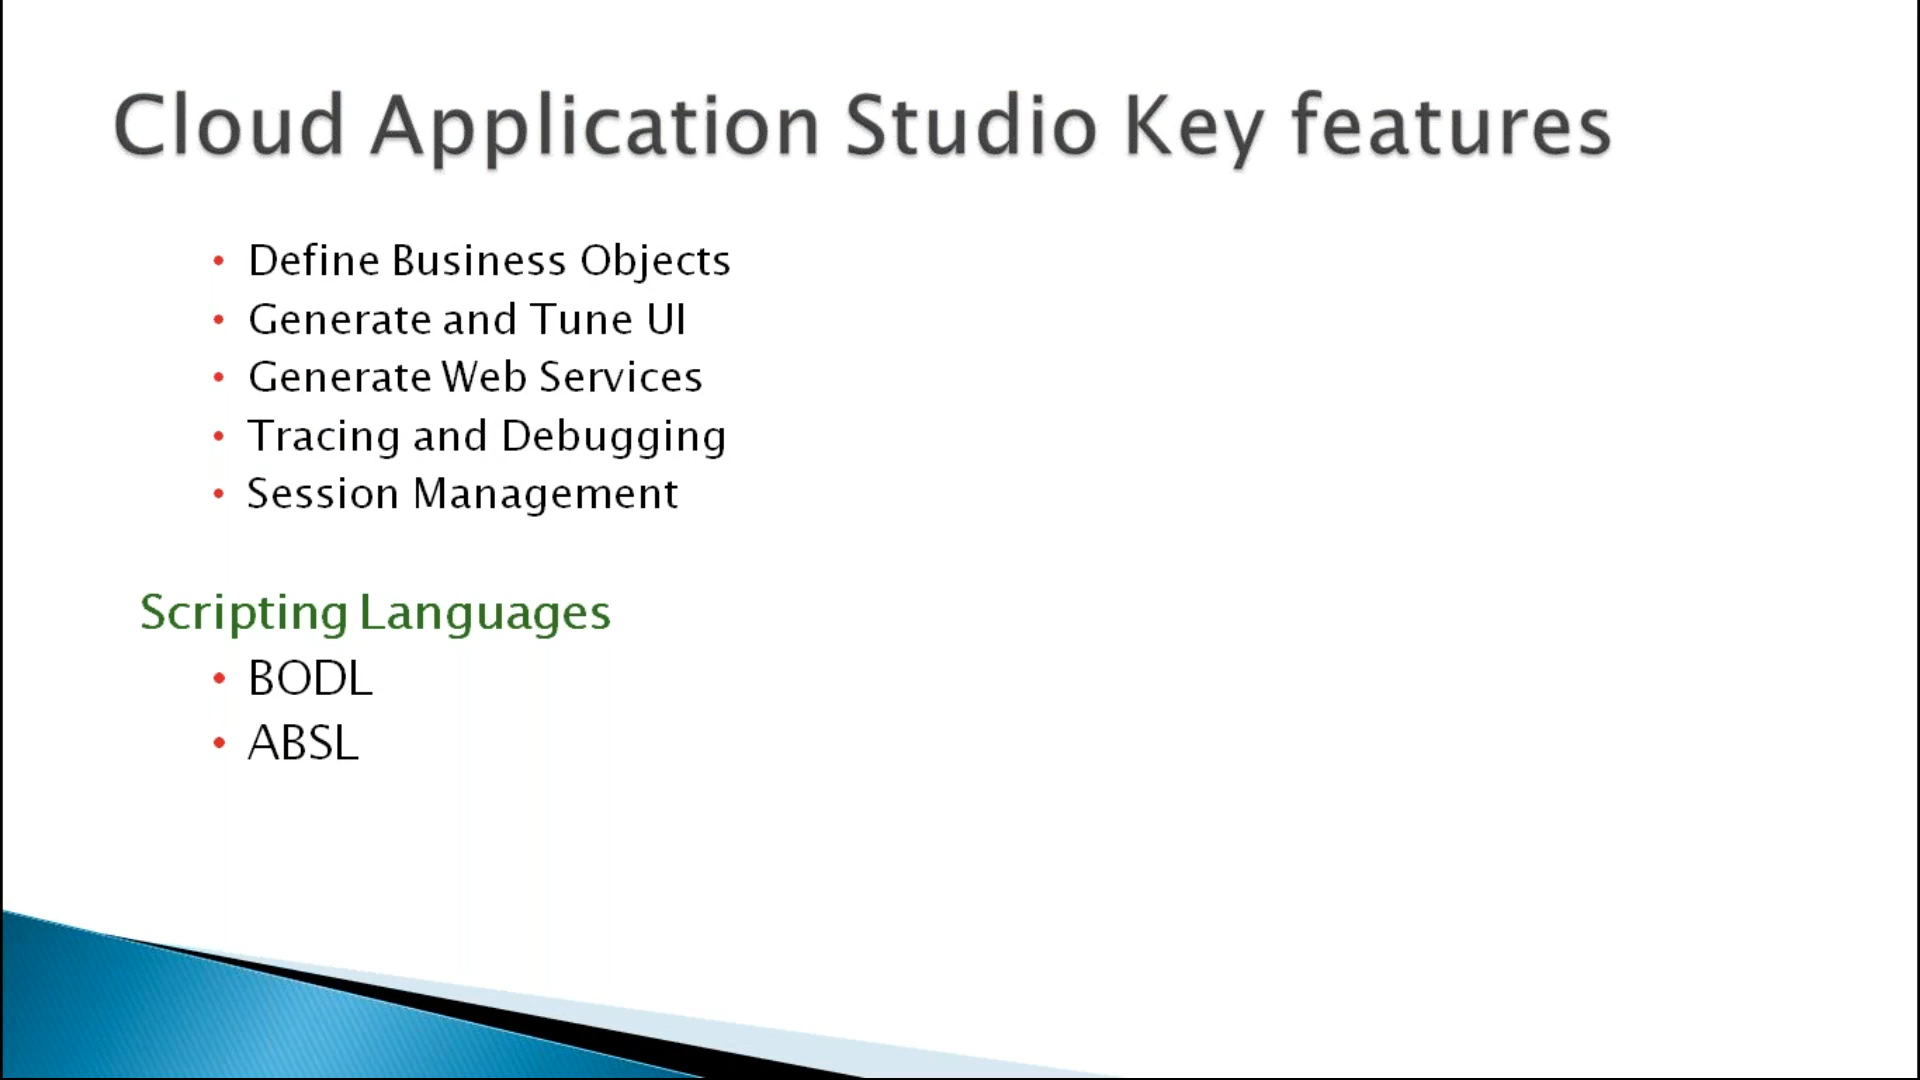 Cloud Application Studio Key features
• Define Business Objects
• Generate and Tune UI
• Generate Web Services
• Tracing and Debugging
• Session Management
Scripting Languages
• BODL
• ABSL